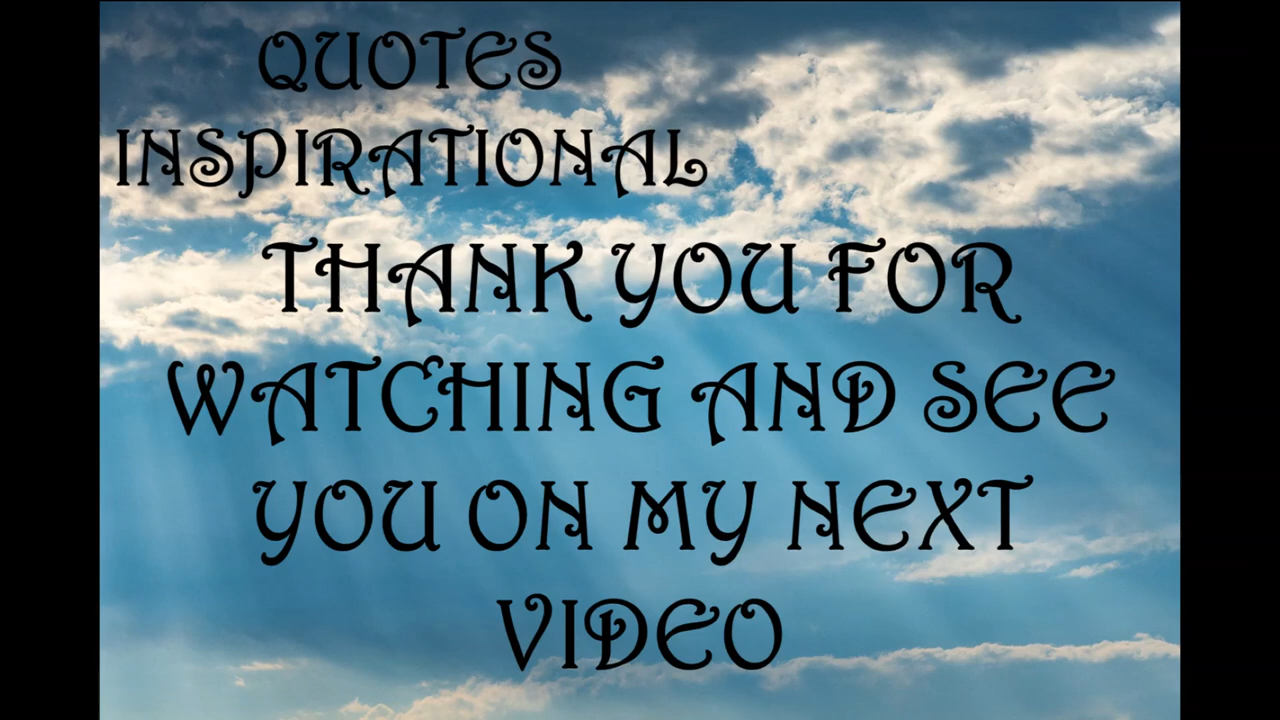 QUOTES
INSPIRATIONAL
THANK YOU FOR
WATCHING AND SEE
YOU ON MY NEXT
VIDEO